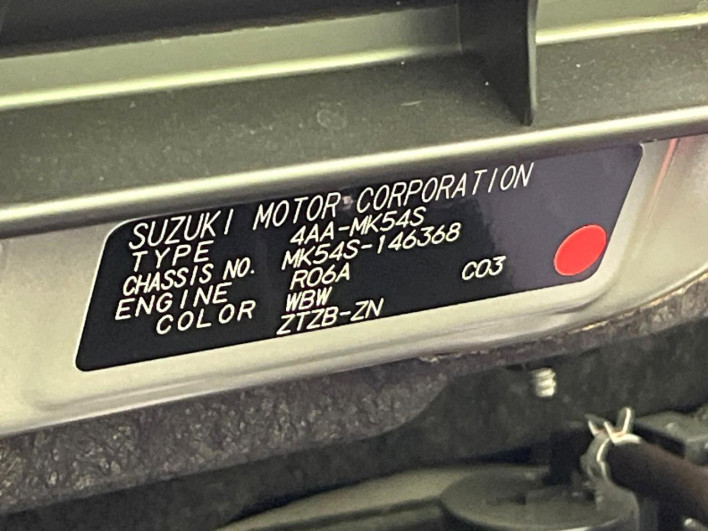 SUZUKI MOTOR CORPORATION
TYPE 4AA-MK54S
CHASSIS NO. MK54S-146368
ENGINE R06A C03
COLOR WBW
ZTZB-ZN